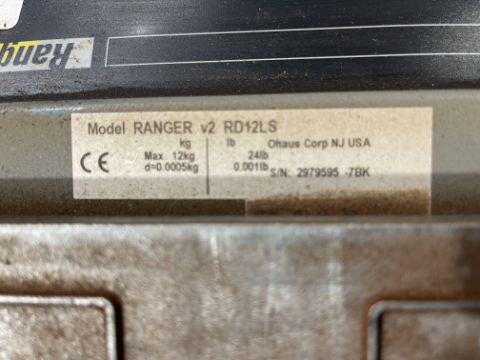 Rang
Model RANGER v2 RD12LS
kg lb Ohaus Corp NJ USA
Max 12kg 24lb
d=0.0005kg 0.001lb S/N: 2979595 -7BK
CE